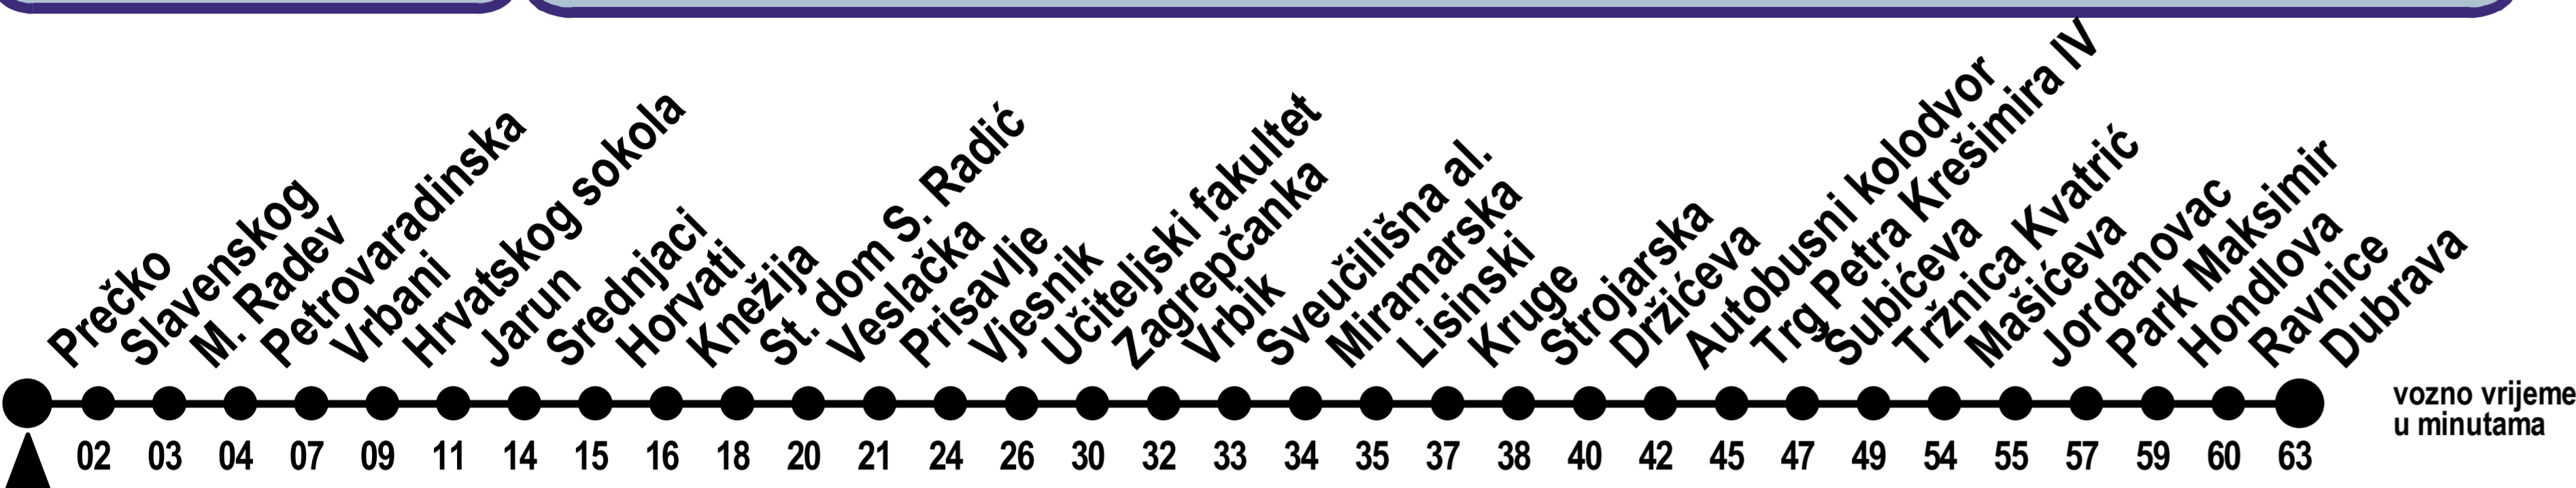 Prečko
Slavenskog
M. Radev
Petrovaradinska
Vrbani
Hrvatskog sokola
Jarun
Srednjaci
Horvati
Knežija
St. dom S. Radić
Veslačka
Prisavlje
Vjesnik
Učiteljski fakultet
Zagrepčanka
Vrbik
Sveučilišna al.
Miramarska
Lisinski
Kruge
Strojarska
Držićeva
Autobusni kolodvor
Trg Petra Krešimira IV
Šubićeva
Tržnica Kvatrić
Mašićeva
Jordanovac
Park Maksimir
Hondlova
Ravnice
Dubrava
02 03 04 07 09 11 14 15 16 18 20 21 24 26 30 32 33 34 35 37 38 40 42 45 47 49 54 55 57 59 60 63
vozno vrijeme
u minutama